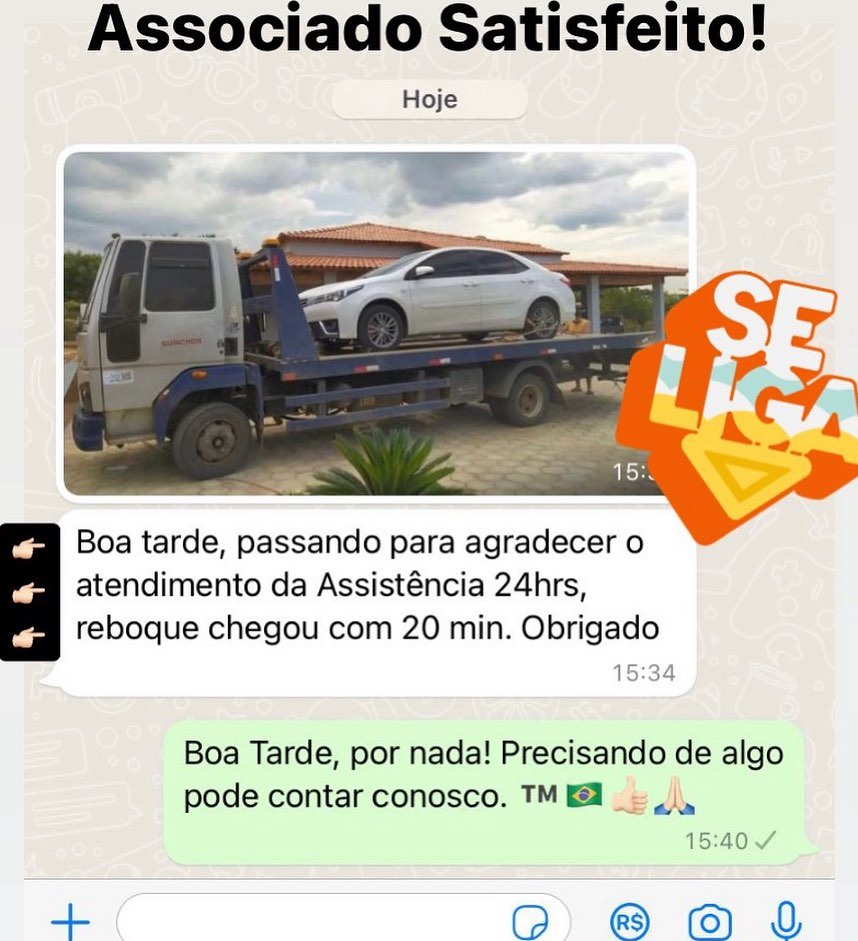 Associado Satisfeito!
Hoje
GUINCHOS
15:3
SE
LIGA
Boa tarde, passando para agradecer o
atendimento da Assistência 24hrs,
reboque chegou com 20 min. Obrigado
15:34
Boa Tarde, por nada! Precisando de algo
pode contar conosco. ™🇧🇷👍🏻🙏🏻
15:40
R$